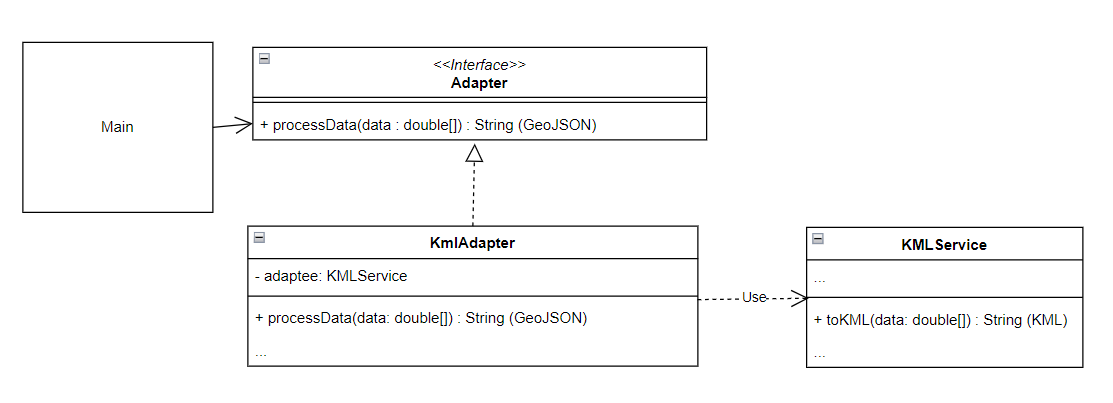 Main
<<Interface>>
Adapter
+ processData(data : double[]) : String (GeoJSON)
KmlAdapter
- adaptee: KMLService
+ processData(data: double[]) : String (GeoJSON)
...
Use
KMLService
...
+ toKML(data: double[]) : String (KML)
...